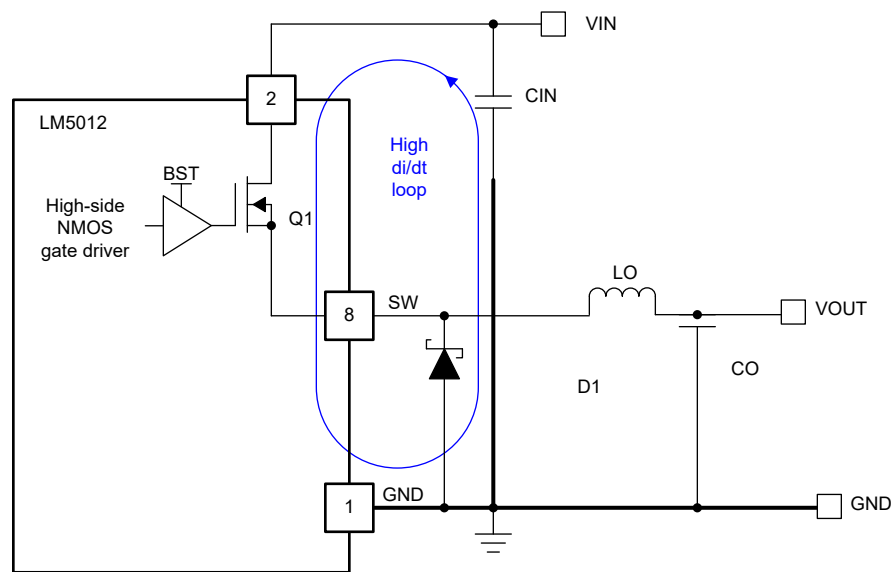 VIN
2
LM5012
CIN
High
di/dt
loop
BST
High-side
NMOS
gate driver
Q1
LO
8
SW
VOUT
D1
CO
1
GND
GND